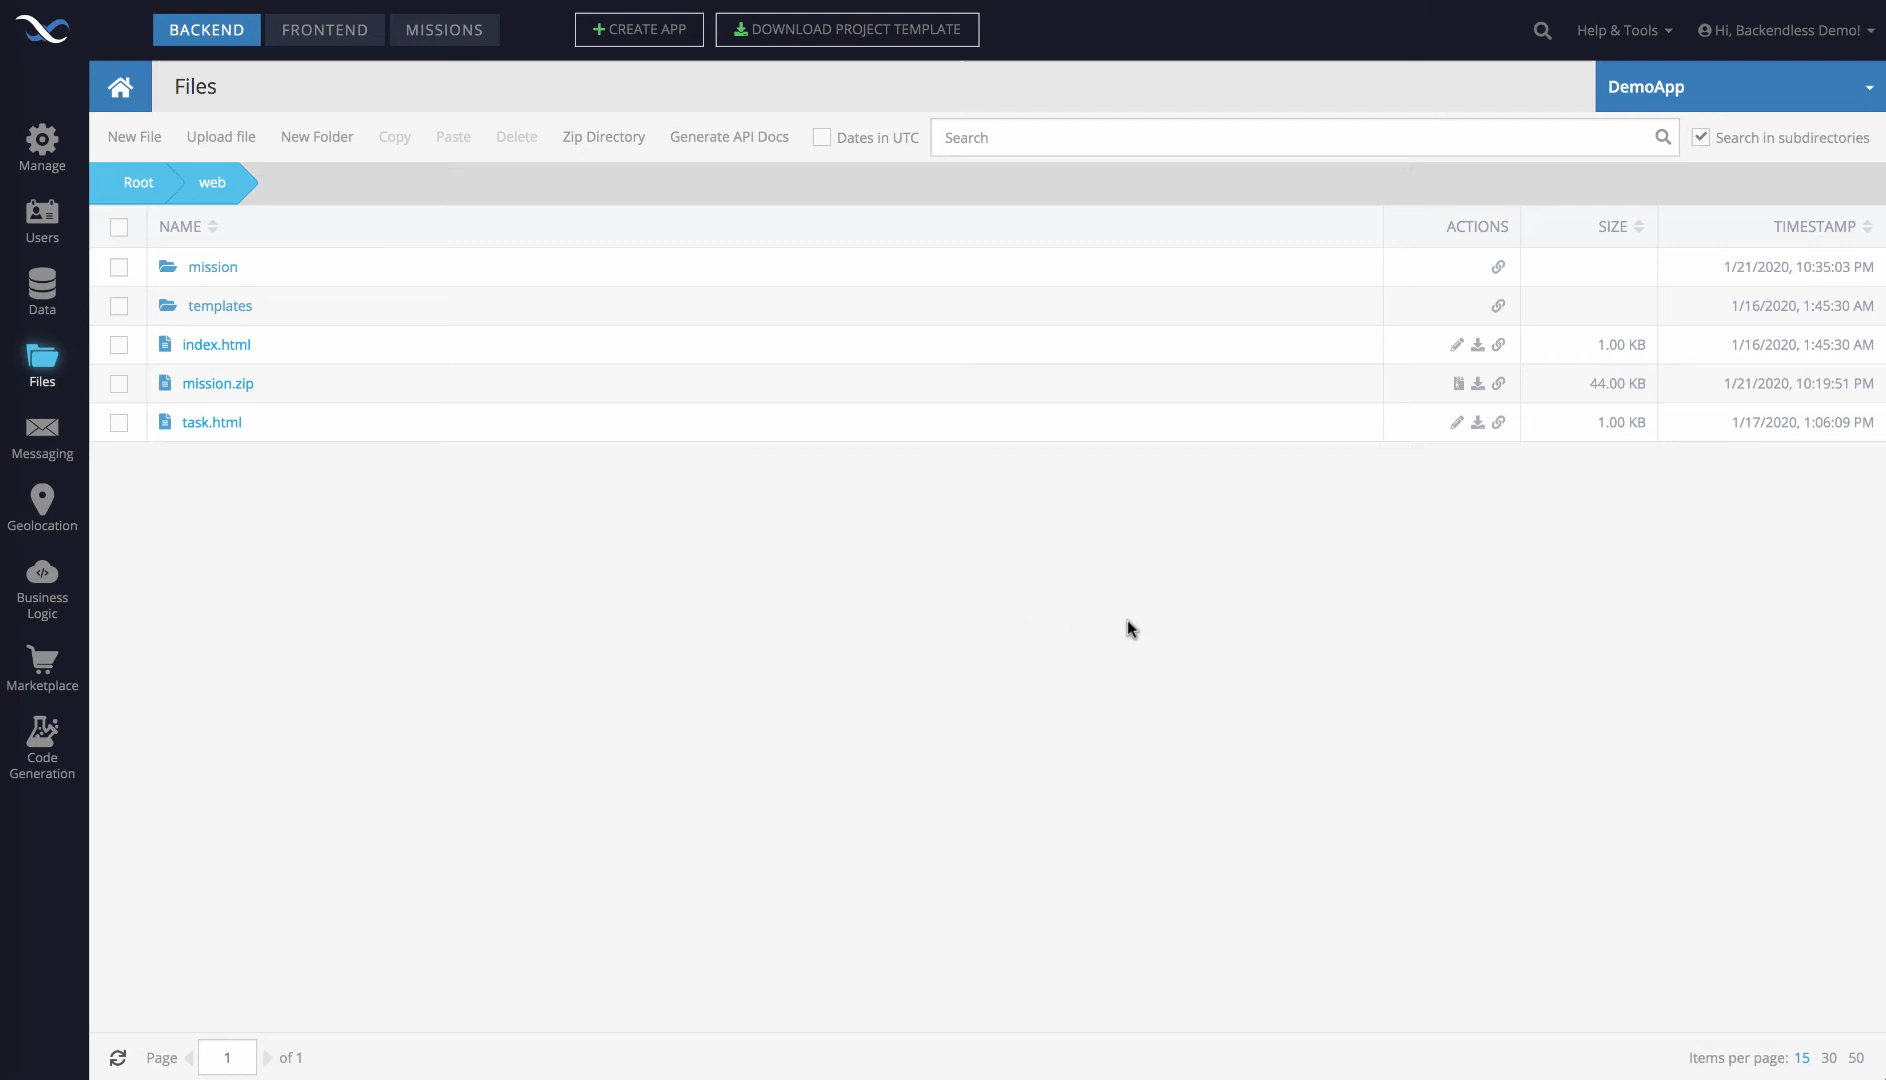 BACKEND FRONTEND MISSIONS CREATE APP DOWNLOAD PROJECT TEMPLATE Help & Tools Hi, Backendless Demo!
Files DemoApp
New File Upload file New Folder Copy Paste Delete Zip Directory Generate API Docs Dates in UTC Search Search in subdirectories
Root web
NAME ACTIONS SIZE TIMESTAMP
mission 1/21/2020, 10:35:03 PM
templates 1/16/2020, 1:45:30 AM
index.html 1.00 KB 1/16/2020, 1:45:30 AM
mission.zip 44.00 KB 1/21/2020, 10:19:51 PM
task.html 1.00 KB 1/17/2020, 1:06:09 PM
Manage
Users
Data
Files
Messaging
Geolocation
Business
Logic
Marketplace
Code
Generation
Page 1 of 1 Items per page: 15 30 50